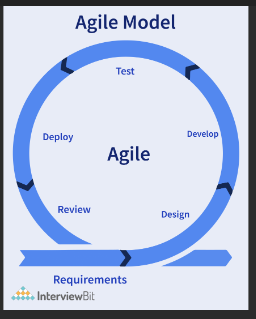 Agile Model
Test
Deploy
Develop
Agile
Review
Design
Requirements
InterviewBit